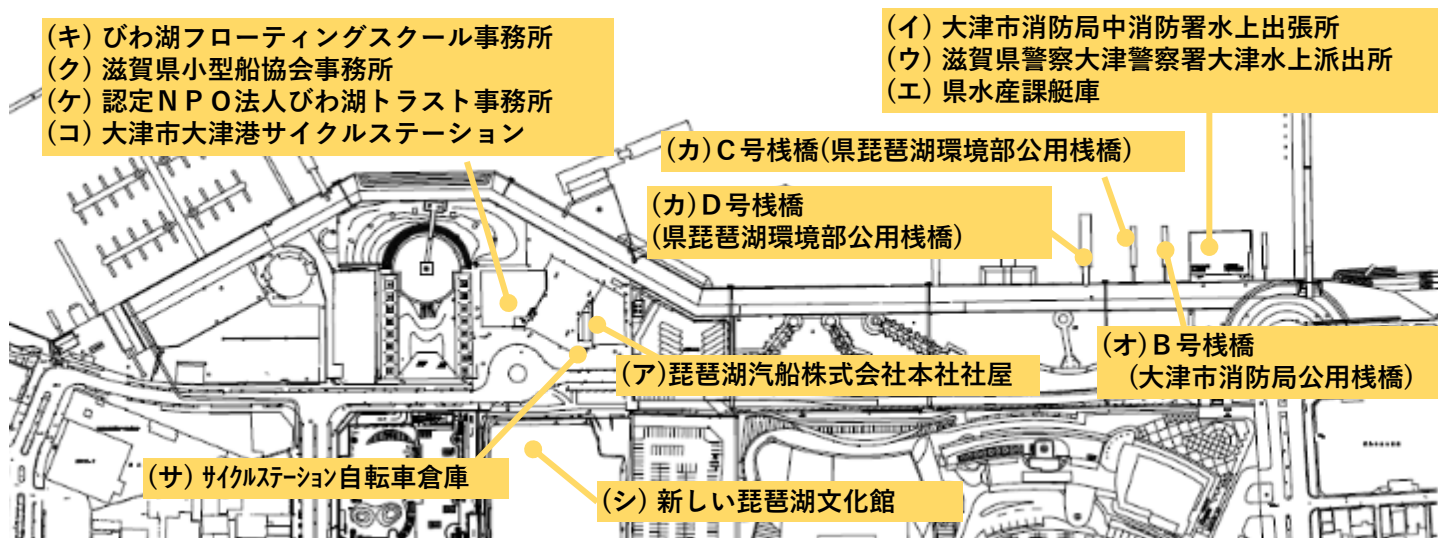 (キ) びわ湖フローティングスクール事務所
(ク) 滋賀県小型船協会事務所
(ケ) 認定NPO法人びわ湖トラスト事務所
(コ) 大津市大津港サイクルステーション
(イ) 大津市消防局中消防署水上出張所
(ウ) 滋賀県警察大津警察署大津水上派出所
(エ) 県水産課艇庫
(カ)C号桟橋(県琵琶湖環境部公用桟橋)
(カ)D号桟橋
(県琵琶湖環境部公用桟橋)
(オ)B号桟橋
(大津市消防局公用桟橋)
(ア)琵琶湖汽船株式会社本社社屋
(サ) サイクルステーション自転車倉庫
(シ) 新しい琵琶湖文化館